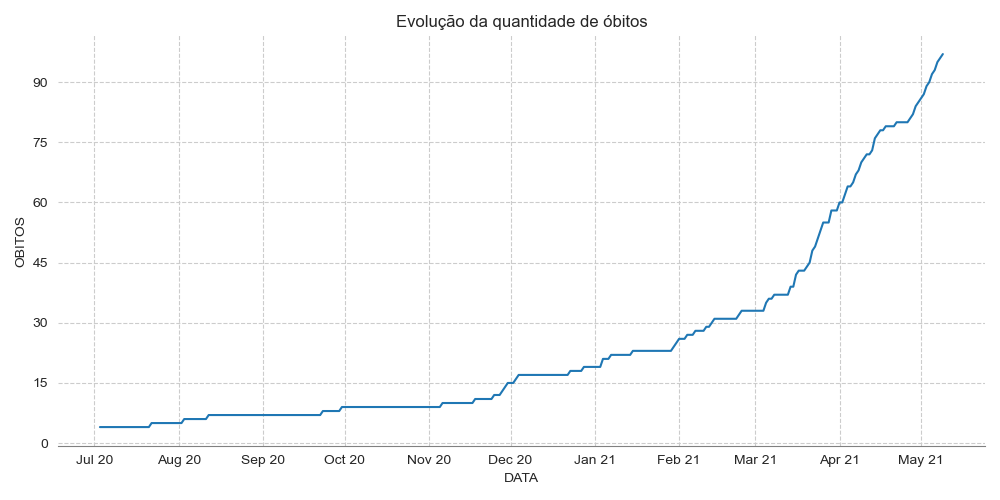 Evolução da quantidade de óbitos
90
75
60
45
30
15
0
OBITOS
Jul 20 Aug 20 Sep 20 Oct 20 Nov 20 Dec 20 Jan 21 Feb 21 Mar 21 Apr 21 May 21
DATA